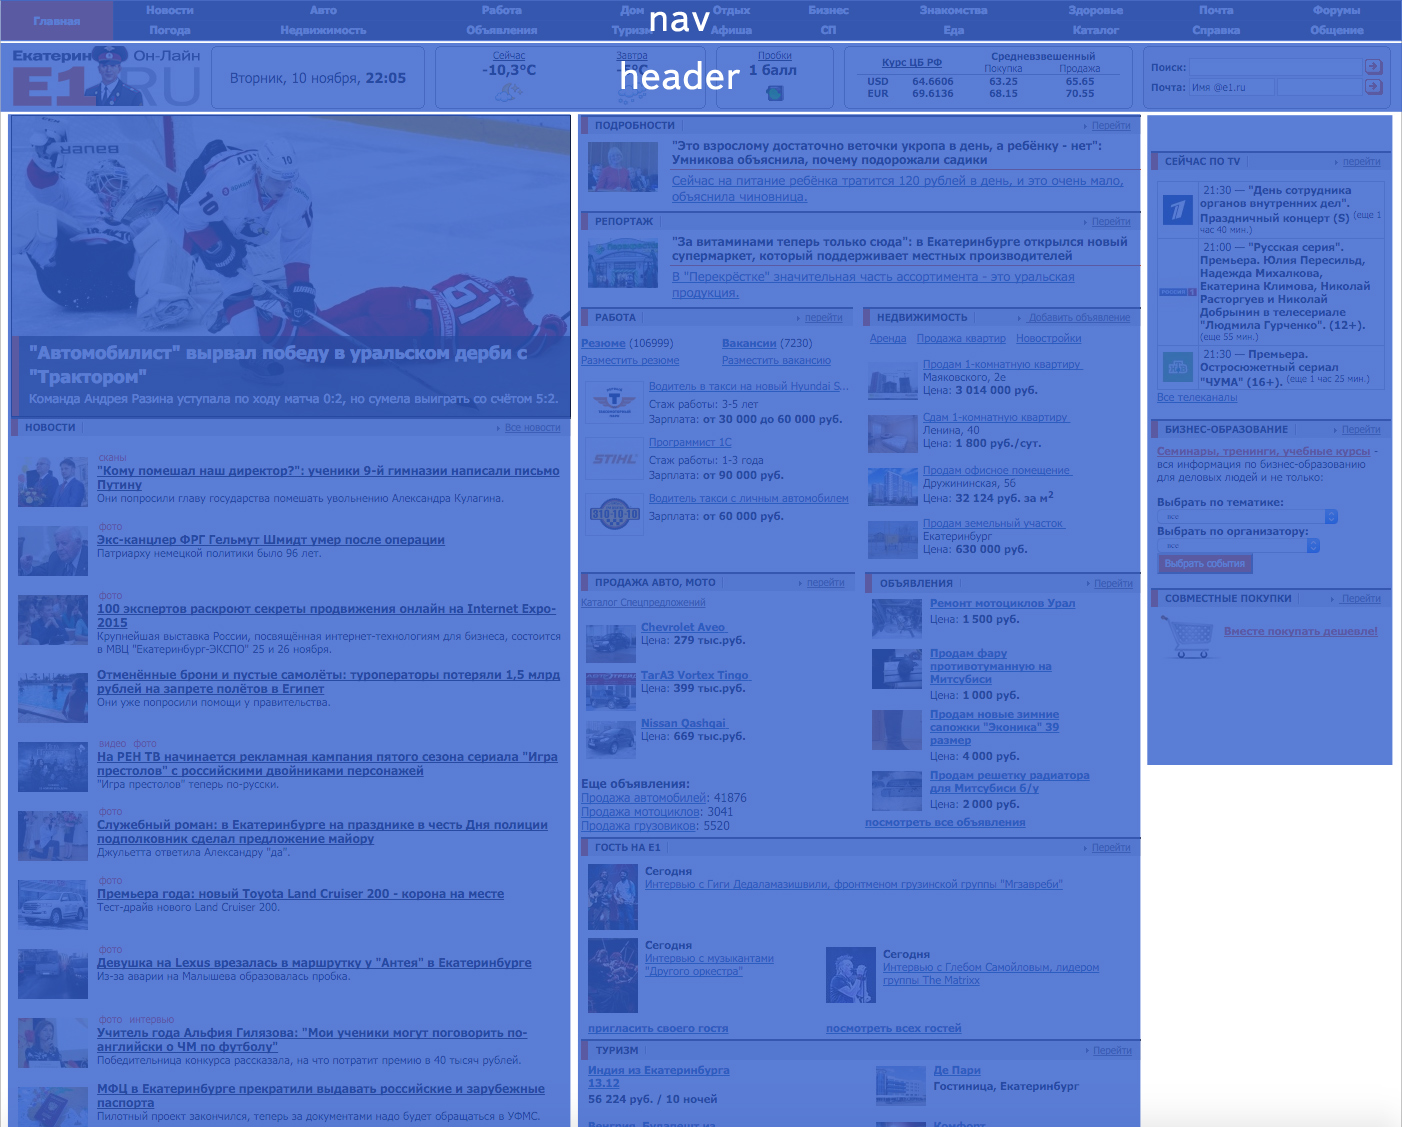 Главная
Новости Авто Работа Дом Отдых Бизнес Знакомства Здоровье Почта Форумы
Погода Недвижимость Объявления Туризм Афиша СП Еда Каталог Справка Общение
nav
header
Екатерин Он-Лайн
E1.RU
Вторник, 10 ноября, 22:05
Сейчас
-10,3°C
Завтра
Пробки
1 балл
Курс ЦБ РФ
Средневзвешенный
Покупка Продажа
USD 64.6606 63.25 65.65
EUR 69.6136 68.15 70.55
Поиск:
Почта: Имя @e1.ru
"Автомобилист" вырвал победу в уральском дерби с
"Трактором"
Команда Андрея Разина уступала по ходу матча 0:2, но сумела выиграть со счётом 5:2.
НОВОСТИ Все новости
сканы
"Кому помешал наш директор?": ученики 9-й гимназии написали письмо
Путину
Они попросили главу государства помешать увольнению Александра Кулагина.
фото
Экс-канцлер ФРГ Гельмут Шмидт умер после операции
Патриарху немецкой политики было 96 лет.
фото
100 экспертов раскроют секреты продвижения онлайн на Internet Expo-
2015
Крупнейшая выставка России, посвящённая интернет-технологиям для бизнеса, состоится
в МВЦ "Екатеринбург-ЭКСПО" 25 и 26 ноября.
Отменённые брони и пустые самолёты: туроператоры потеряли 1,5 млрд
рублей на запрете полётов в Египет
Они уже попросили помощи у правительства.
видео фото
На РЕН ТВ начинается рекламная кампания пятого сезона сериала "Игра
престолов" с российскими двойниками персонажей
"Игра престолов" теперь по-русски.
фото
Служебный роман: в Екатеринбурге на празднике в честь Дня полиции
подполковник сделал предложение майору
Джульетта ответила Александру "да".
фото
Премьера года: новый Toyota Land Cruiser 200 - корона на месте
Тест-драйв нового Land Cruiser 200.
фото
Девушка на Lexus врезалась в маршрутку у "Антея" в Екатеринбурге
Из-за аварии на Малышева образовалась пробка.
фото интервью
Учитель года Альфия Гилязова: "Мои ученики могут поговорить по-
английски о ЧМ по футболу"
Победительница конкурса рассказала, на что потратит премию в 40 тысяч рублей.
МФЦ в Екатеринбурге прекратили выдавать российские и зарубежные
паспорта
Пилотный проект закончился, теперь за документами надо будет обращаться в УФМС.
ПОДРОБНОСТИ Перейти
"Это взрослому достаточно веточки укропа в день, а ребёнку - нет":
Умникова объяснила, почему подорожали садики
Сейчас на питание ребёнка тратится 120 рублей в день, и это очень мало,
объяснила чиновница.
РЕПОРТАЖ Перейти
"За витаминами теперь только сюда": в Екатеринбурге открылся новый
супермаркет, который поддерживает местных производителей
В "Перекрёстке" значительная часть ассортимента - это уральская
продукция.
РАБОТА перейти
Резюме (106999) Вакансии (7230)
Разместить резюме Разместить вакансию
Водитель в такси на новый Hyundai S...
Стаж работы: 3-5 лет
Зарплата: от 30 000 до 60 000 руб.
Программист 1С
Стаж работы: 1-3 года
Зарплата: от 90 000 руб.
STIHL
Водитель такси с личным автомобилем
Зарплата: от 60 000 руб.
310-10-10
НЕДВИЖИМОСТЬ Добавить объявление
Аренда Продажа квартир Новостройки
Продам 1-комнатную квартиру
Маяковского, 2е
Цена: 3 014 000 руб.
Сдам 1-комнатную квартиру
Ленина, 40
Цена: 1 800 руб./сут.
Продам офисное помещение
Дружининская, 5б
Цена: 32 124 руб. за м2
Продам земельный участок
Екатеринбург
Цена: 630 000 руб.
ПРОДАЖА АВТО, МОТО перейти
Каталог Спецпредложений
Chevrolet Aveo
Цена: 279 тыс.руб.
ТагАЗ Vortex Tingo
Цена: 399 тыс.руб.
Nissan Qashqai
Цена: 669 тыс.руб.
Еще объявления:
Продажа автомобилей: 41876
Продажа мотоциклов: 3041
Продажа грузовиков: 5520
ОБЪЯВЛЕНИЯ Перейти
Ремонт мотоциклов Урал
Цена: 1 500 руб.
Продам фару
противотуманную на
Митсубиси
Цена: 1 000 руб.
Продам новые зимние
сапожки "Эконика" 39
размер
Цена: 4 000 руб.
Продам решетку радиатора
для Митсубиси б/у
Цена: 2 000 руб.
посмотреть все объявления
ГОСТЬ НА Е1 Перейти
Сегодня
Интервью с Гиги Дедаламазишвили, фронтменом грузинской группы "Мгзавреби"
Сегодня
Интервью с музыкантами
"Другого оркестра"
Сегодня
Интервью с Глебом Самойловым, лидером
группы The Matrixx
пригласить своего гостя посмотреть всех гостей
ТУРИЗМ Перейти
Индия из Екатеринбурга
13.12
56 224 руб. / 10 ночей
Де Пари
Гостиница, Екатеринбург
СЕЙЧАС ПО TV перейти
21:30 — "День сотрудника
органов внутренних дел".
Праздничный концерт (S) (еще 1
час 40 мин.)
РОССИЯ 1
21:00 — "Русская серия".
Премьера. Юлия Пересильд,
Надежда Михалкова,
Екатерина Климова, Николай
Расторгуев и Николай
Добрынин в телесериале
"Людмила Гурченко". (12+).
(еще 55 мин.)
21:30 — Премьера.
Остросюжетный сериал
"ЧУМА" (16+). (еще 1 час 25 мин.)
Все телеканалы
БИЗНЕС-ОБРАЗОВАНИЕ Перейти
Семинары, тренинги, учебные курсы -
вся информация по бизнес-образованию
для деловых людей и не только:
Выбрать по тематике:
все
Выбрать по организатору:
все
Выбрать события
СОВМЕСТНЫЕ ПОКУПКИ Перейти
Вместе покупать дешевле!